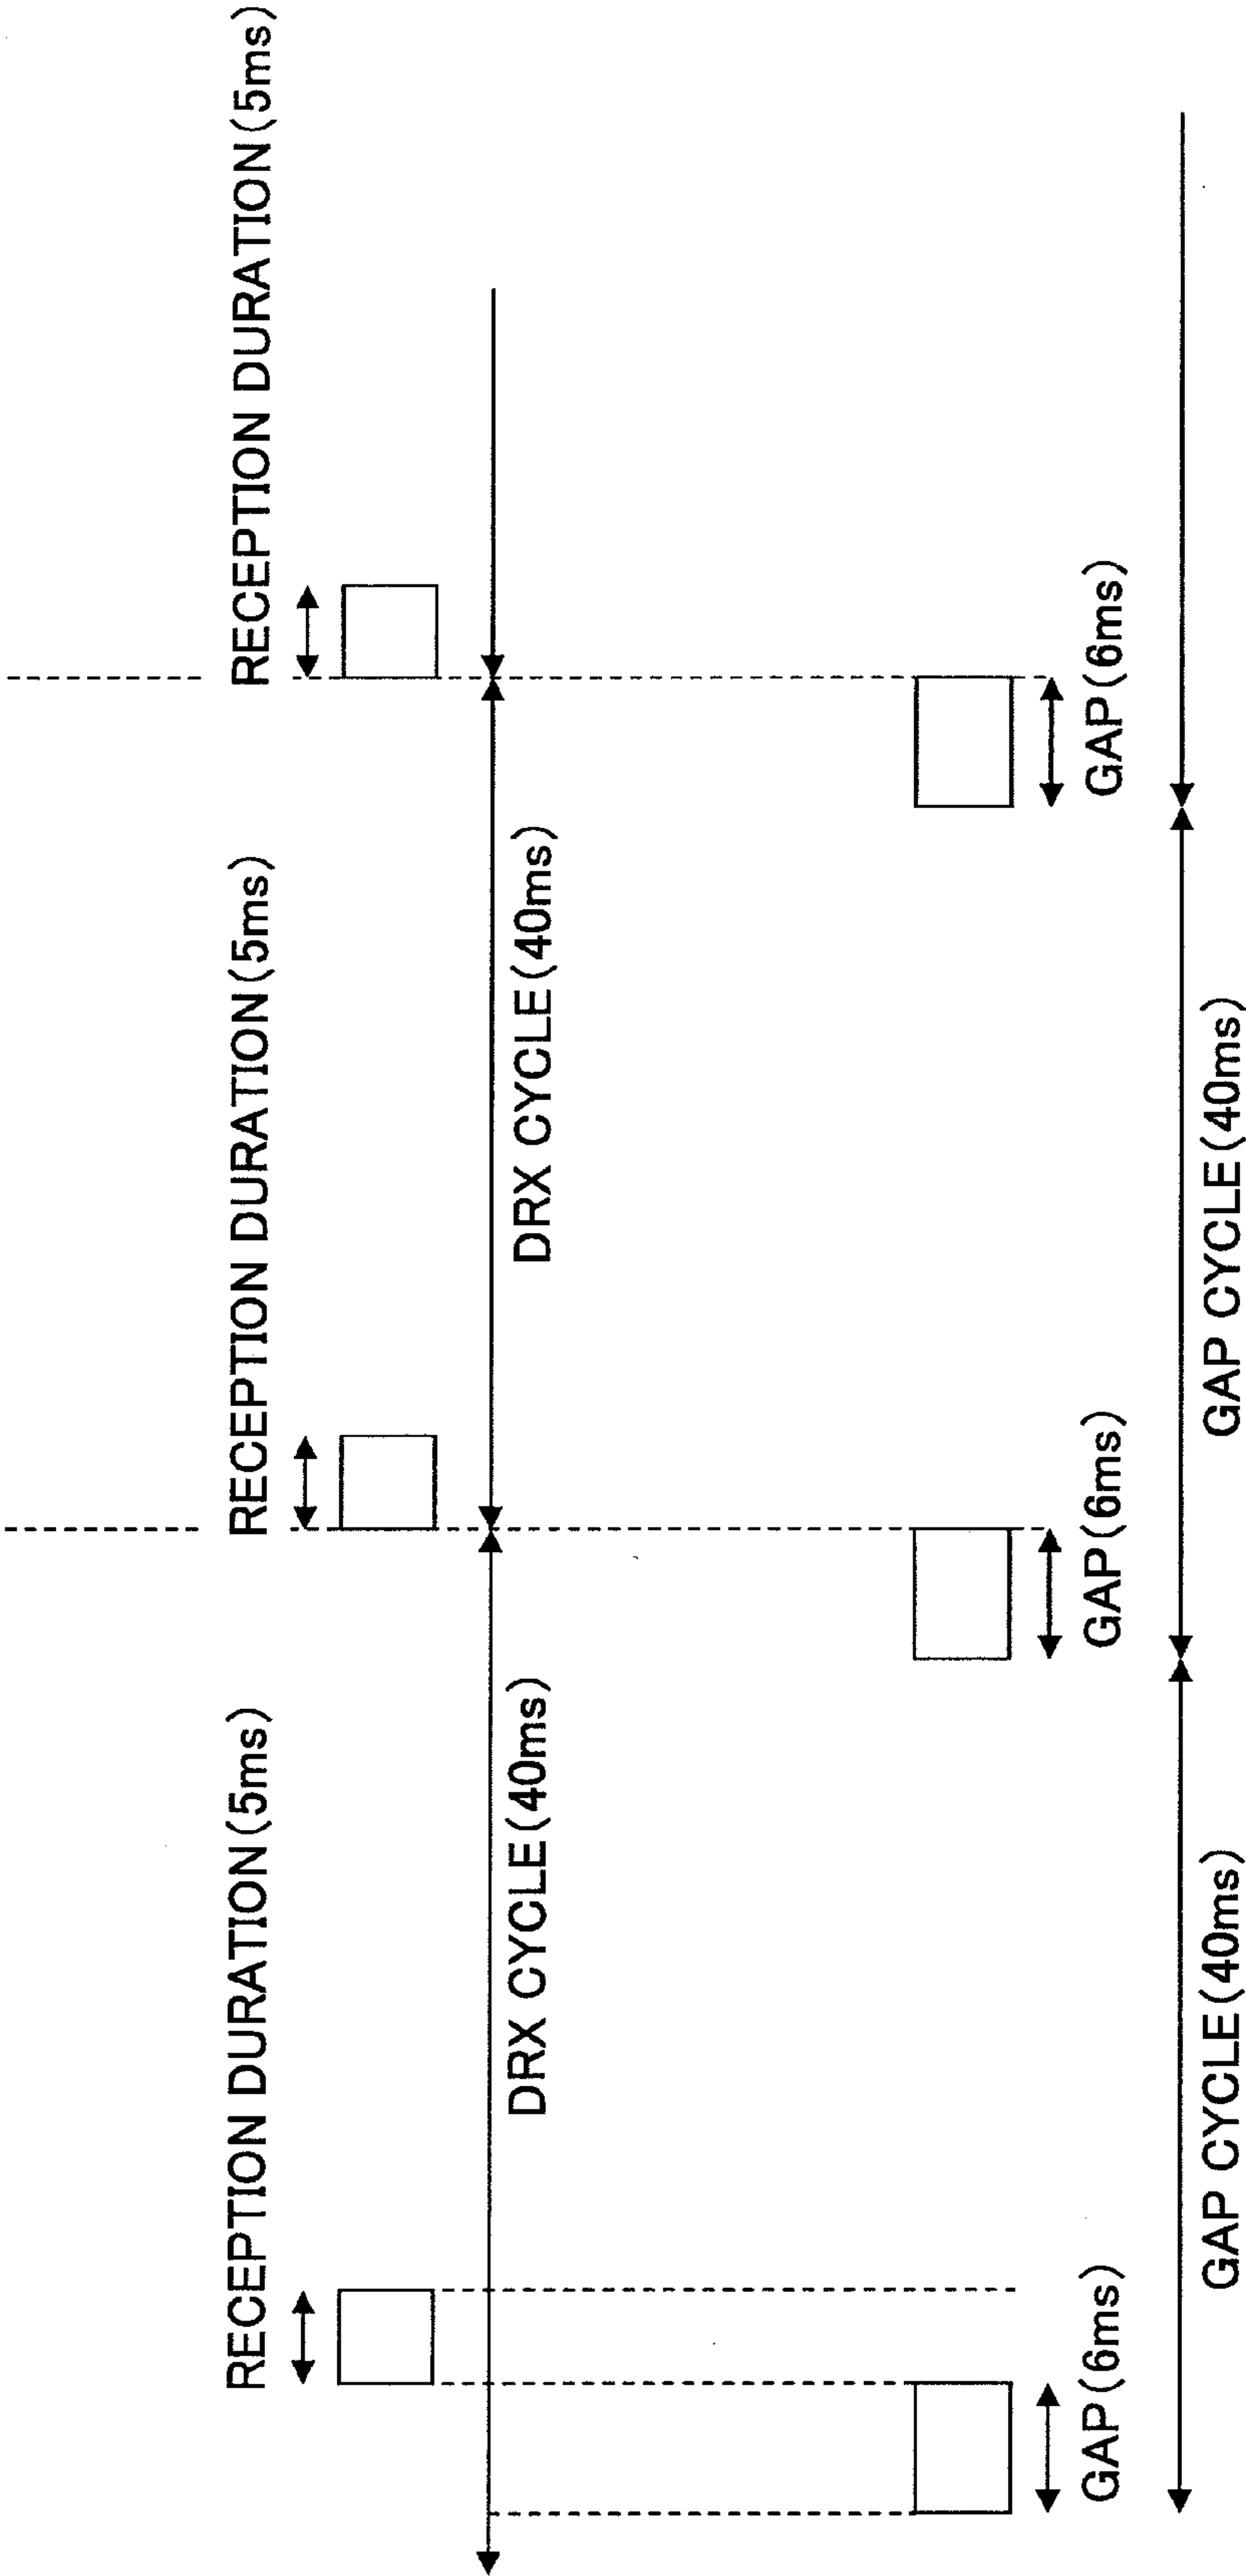 RECEPTION DURATION(5ms)
RECEPTION DURATION(5ms)
RECEPTION DURATION(5ms)
DRX CYCLE(40ms)
DRX CYCLE(40ms)
GAP(6ms)
GAP(6ms)
GAP(6ms)
GAP CYCLE(40ms)
GAP CYCLE(40ms)